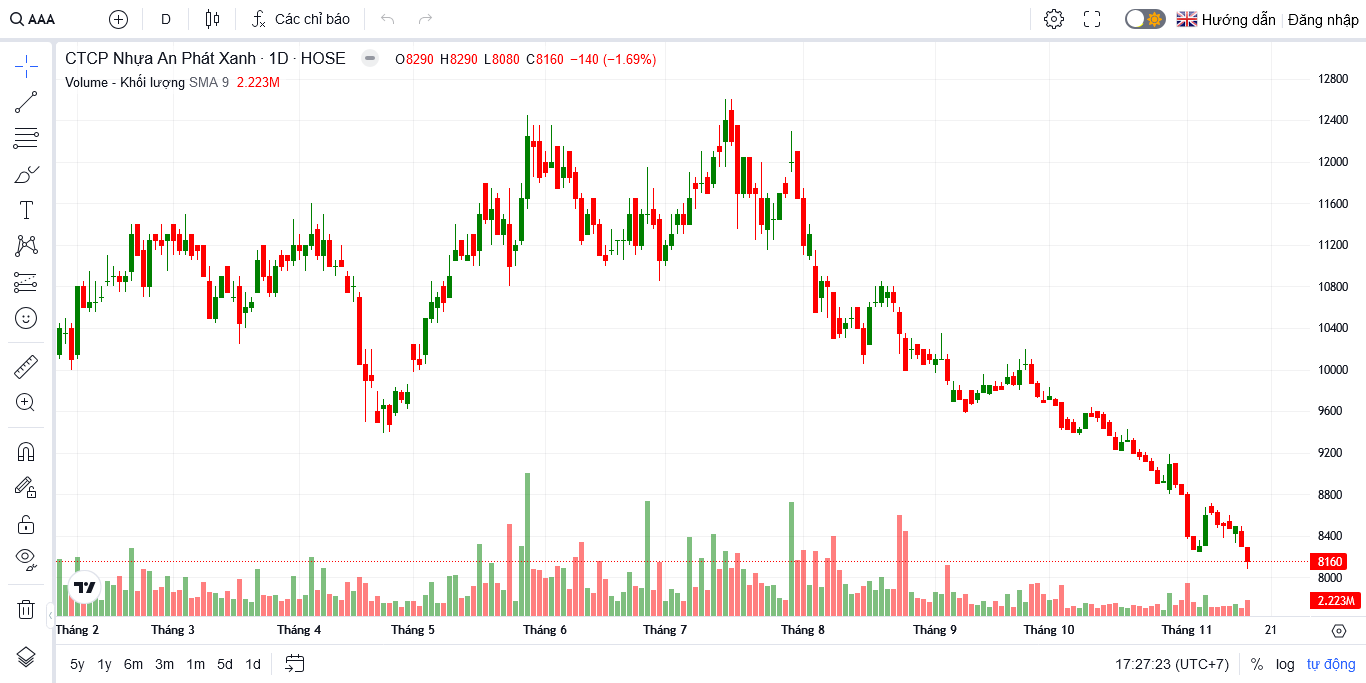 AAA D Các chỉ báo Hướng dẫn Đăng nhập
CTCP Nhựa An Phát Xanh · 1D · HOSE O8290 H8290 L8080 C8160 −140 (−1.69%)
Volume - Khối lượng SMA 9 2.223M
12800
12400
12000
11600
11200
10800
10400
10000
9600
9200
8800
8400
8160
8000
2.223M
Tháng 2 Tháng 3 Tháng 4 Tháng 5 Tháng 6 Tháng 7 Tháng 8 Tháng 9 Tháng 10 Tháng 11 21
5y 1y 6m 3m 1m 5d 1d 17:27:23 (UTC+7) % log tự động